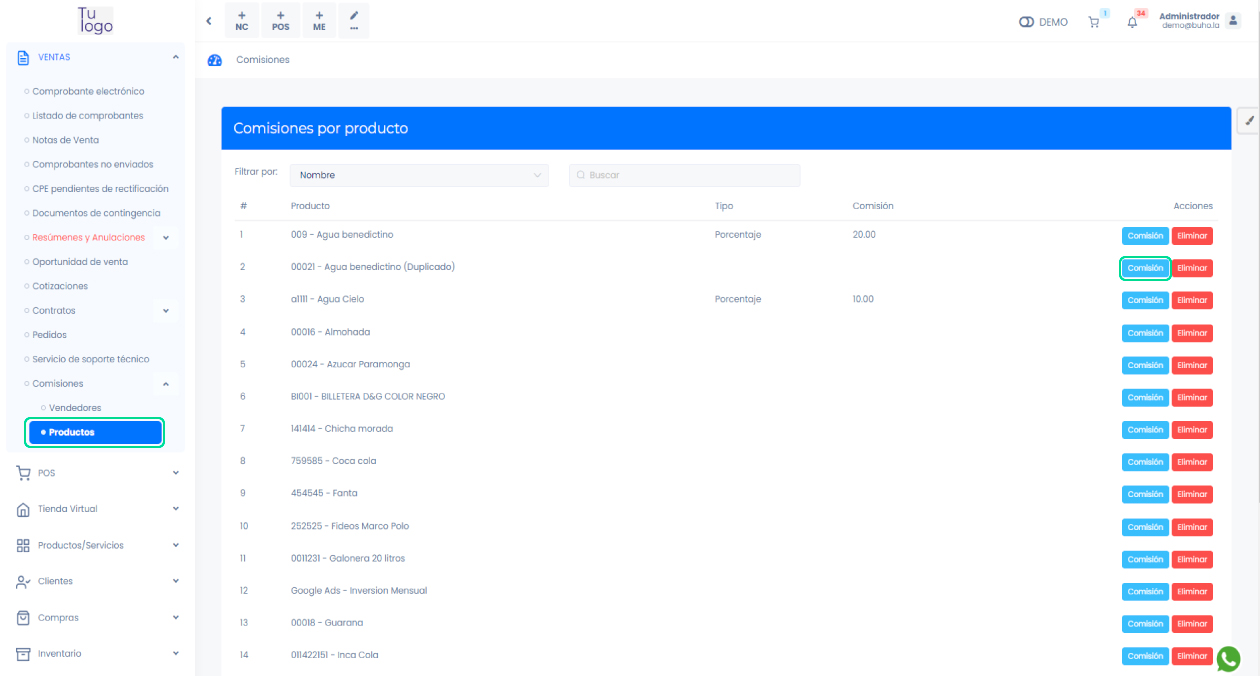 Tu
logo
VENTAS
Comprobante electrónico
Listado de comprobantes
Notas de Venta
Comprobantes no enviados
CPE pendientes de rectificación
Documentos de contingencia
Resúmenes y Anulaciones
Oportunidad de venta
Cotizaciones
Contratos
Pedidos
Servicio de soporte técnico
Comisiones
Vendedores
Productos
POS
Tienda Virtual
Productos/Servicios
Clientes
Compras
Inventario
+ NC
+ POS
+ ME
...
DEMO
1
34
Administrador
demo@buho.la
Comisiones
Comisiones por producto
Filtrar por: Nombre Buscar
# Producto Tipo Comisión Acciones
1 009 - Agua benedictino Porcentaje 20.00 Comisión Eliminar
2 00021 - Agua benedictino (Duplicado) Comisión Eliminar
3 a1111 - Agua Cielo Porcentaje 10.00 Comisión Eliminar
4 00016 - Almohada Comisión Eliminar
5 00024 - Azucar Paramonga Comisión Eliminar
6 BI001 - BILLETERA D&G COLOR NEGRO Comisión Eliminar
7 141414 - Chicha morada Comisión Eliminar
8 759585 - Coca cola Comisión Eliminar
9 454545 - Fanta Comisión Eliminar
10 252525 - Fideos Marco Polo Comisión Eliminar
11 0011231 - Galonera 20 litros Comisión Eliminar
12 Google Ads - Inversion Mensual Comisión Eliminar
13 00018 - Guarana Comisión Eliminar
14 011422151 - Inca Cola Comisión Eliminar